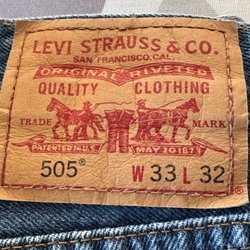 LEVI STRAUSS & CO.
SAN FRANCISCO, CAL.
ORIGINAL RIVETED
QUALITY CLOTHING
TRADE MARK
PATENTED IN U.S. MAY 20 1873
505® W 33 L 32